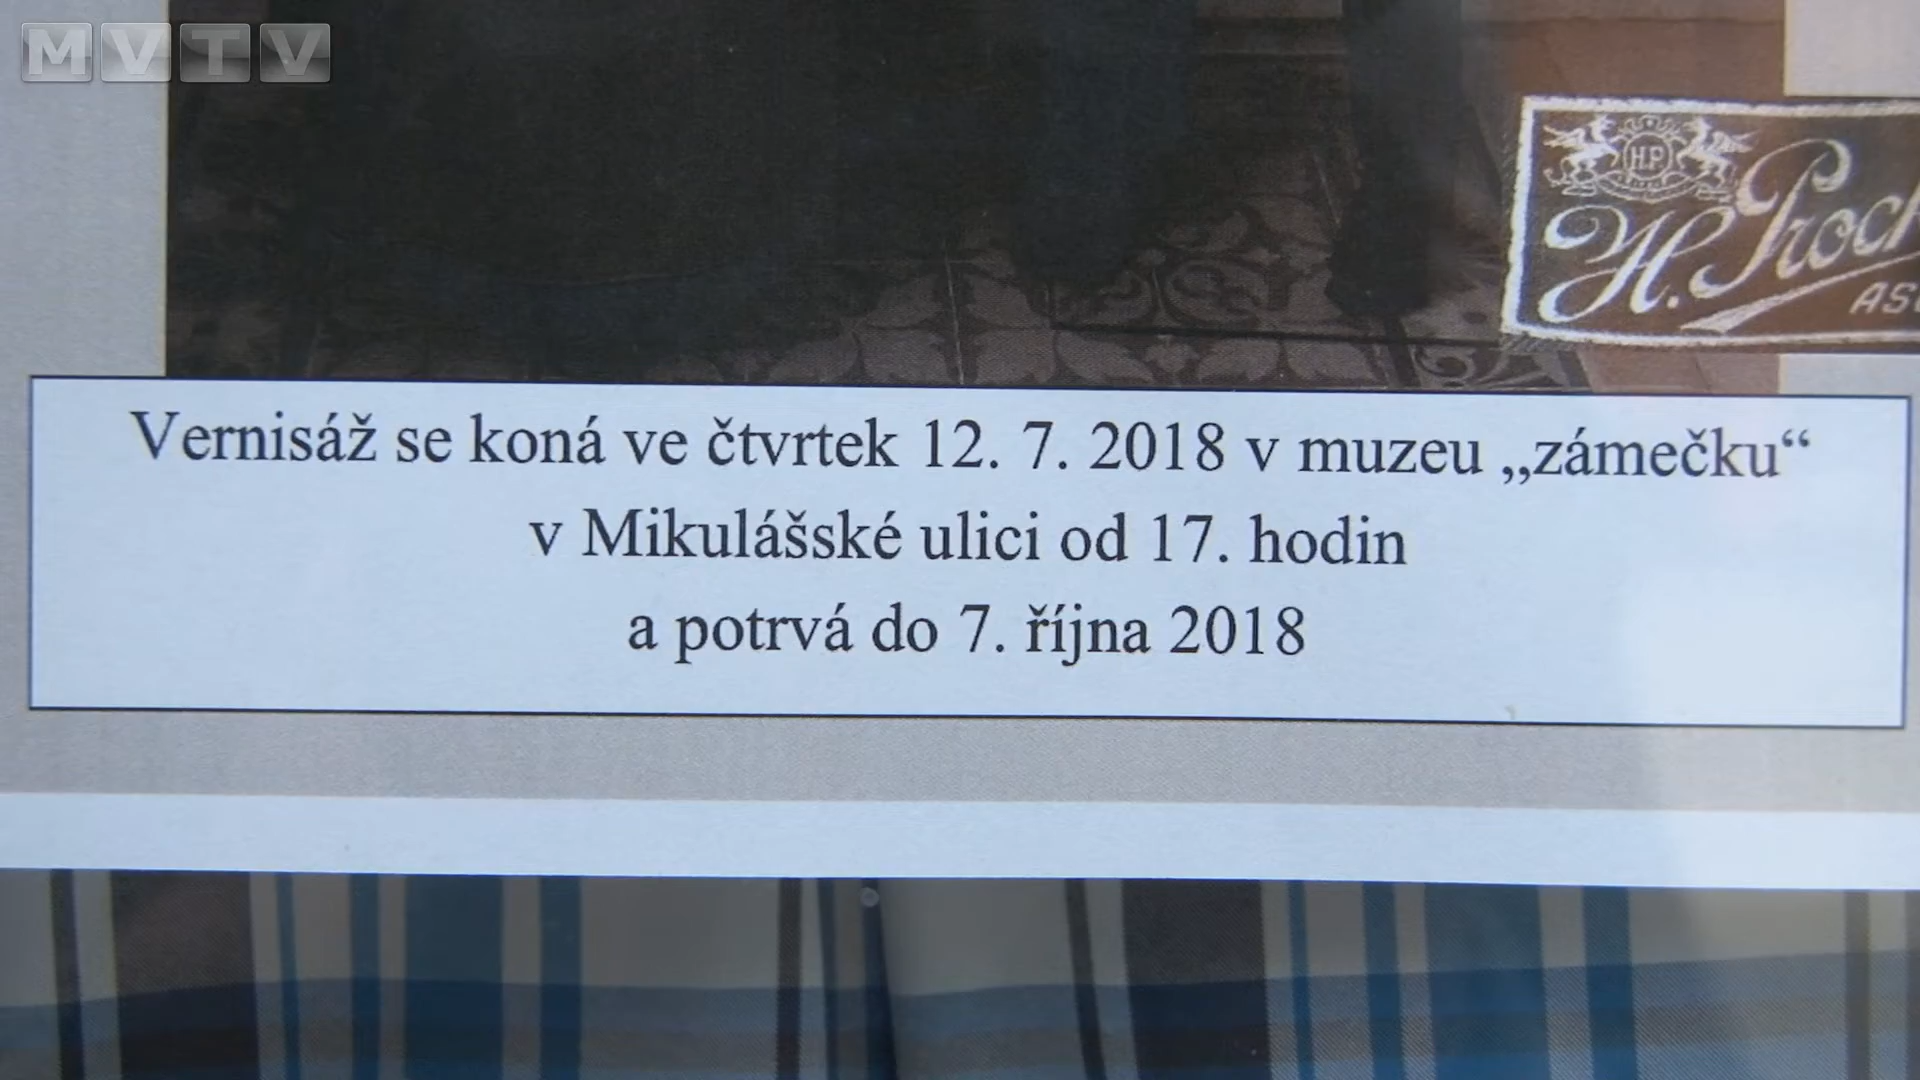 MVTV
H.P.
H.
Vernisáž se koná ve čtvrtek 12. 7. 2018 v muzeu „zámečku“
v Mikulášské ulici od 17. hodin
a potrvá do 7. října 2018